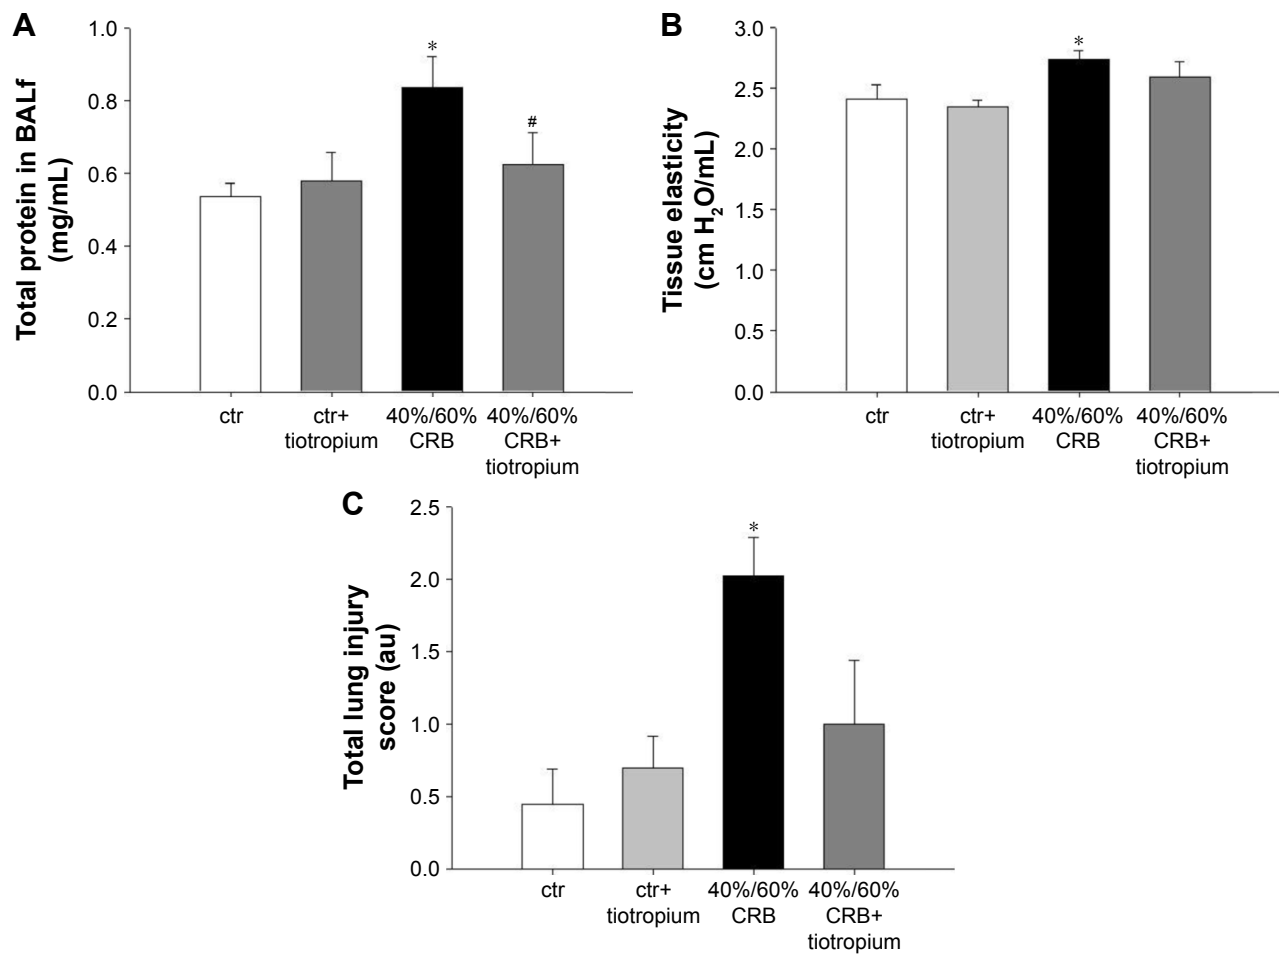 A
Total protein in BALf
(mg/mL)
1.0
0.8
0.6
0.4
0.2
0.0
*
#
ctr
ctr+
tiotropium
40%/60%
CRB
40%/60%
CRB+
tiotropium
B
Tissue elasticity
(cm H₂O/mL)
3.0
2.5
2.0
1.5
1.0
0.5
0.0
*
ctr
ctr+
tiotropium
40%/60%
CRB
40%/60%
CRB+
tiotropium
C
Total lung injury
score (au)
2.5
2.0
1.5
1.0
0.5
0.0
*
ctr
ctr+
tiotropium
40%/60%
CRB
40%/60%
CRB+
tiotropium